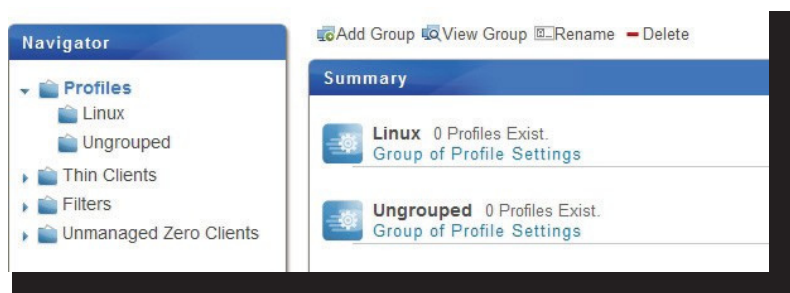 Navigator
Profiles
Linux
Ungrouped
Thin Clients
Filters
Unmanaged Zero Clients
Add Group View Group Rename Delete
Summary
Linux 0 Profiles Exist.
Group of Profile Settings
Ungrouped 0 Profiles Exist.
Group of Profile Settings